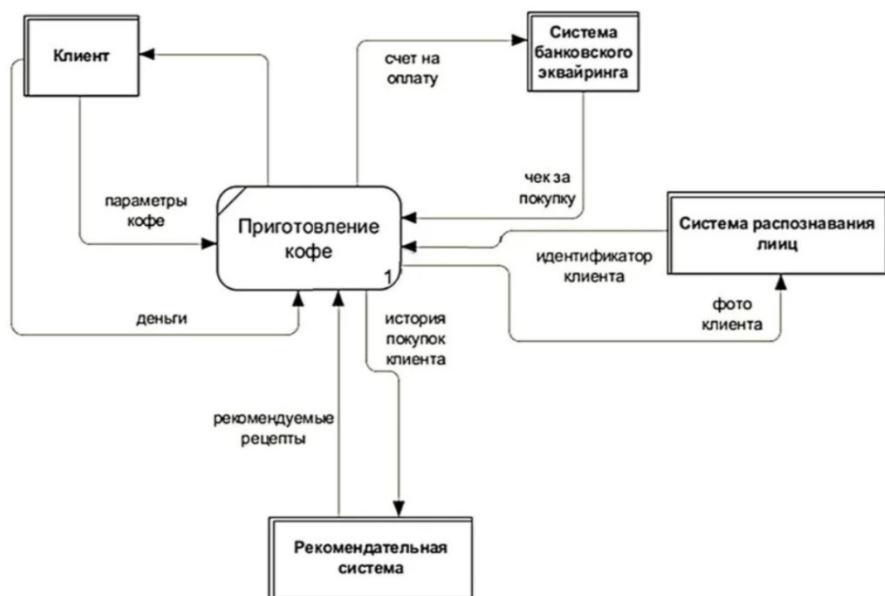 Клиент
счет на
оплату
Система
банковского
эквайринга
параметры
кофе
Приготовление
кофе
1
чек за
покупку
Система распознавания
лииц
идентификатор
клиента
деньги
история
покупок
клиента
фото
клиента
рекомендуемые
рецепты
Рекомендательная
система